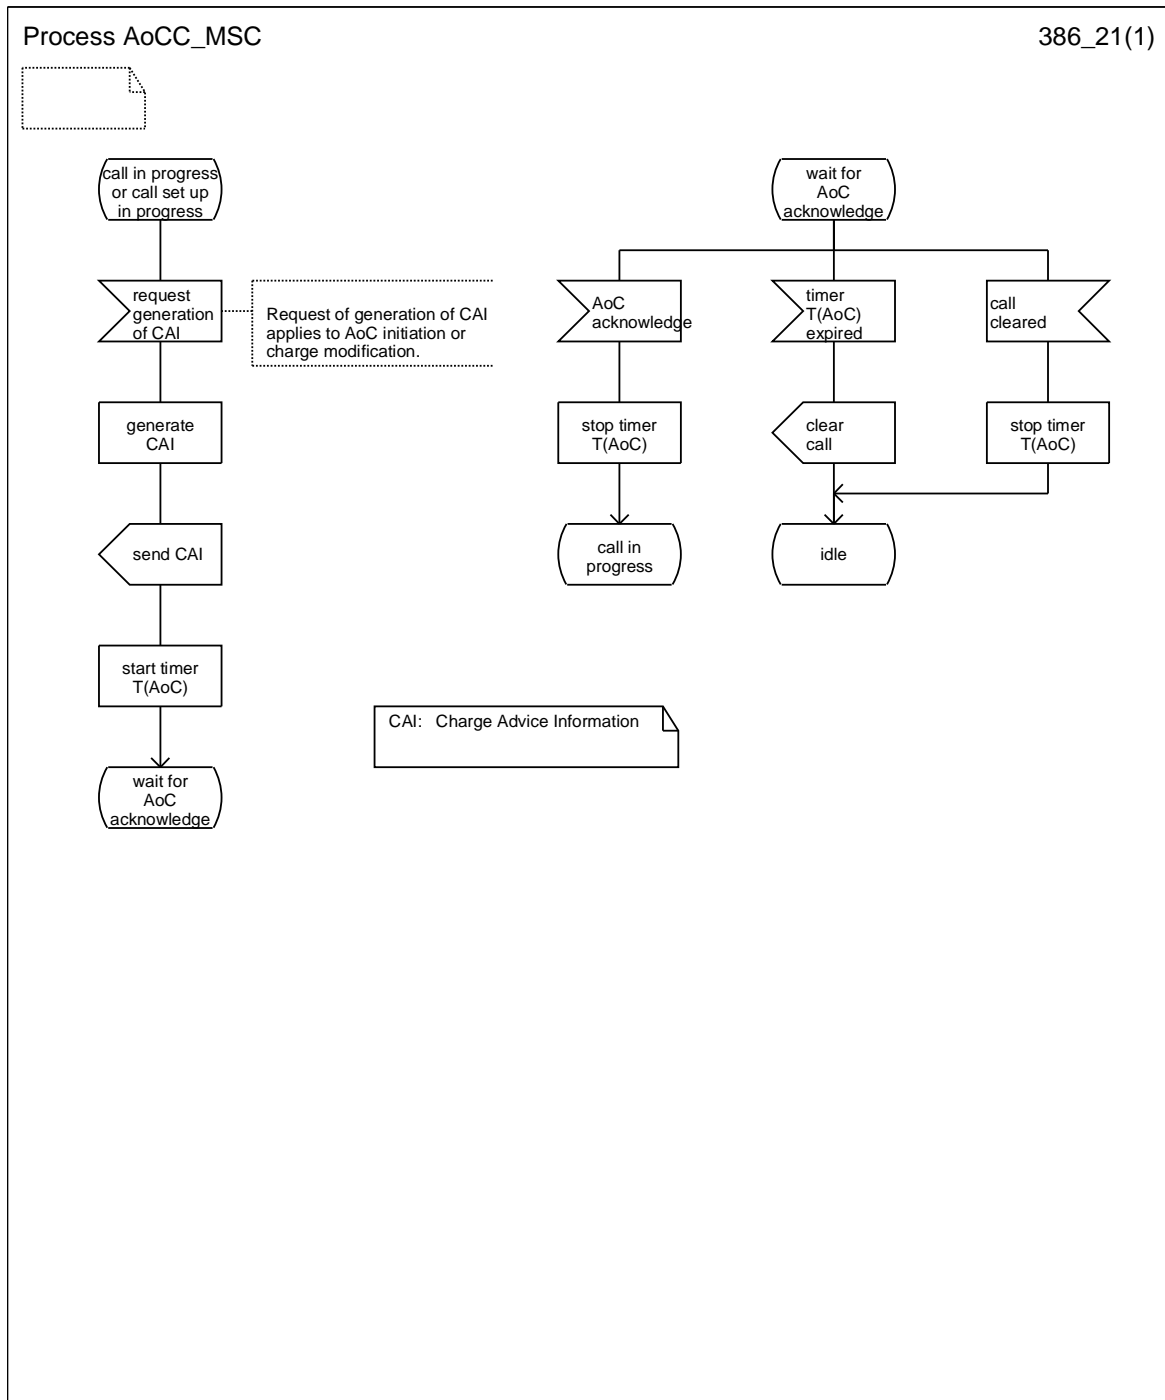 Process AoCC_MSC
386_21(1)
call in progress
or call set up
in progress
request
generation
of CAI
Request of generation of CAI
applies to AoC initiation or
charge modification.
generate
CAI
send CAI
start timer
T(AoC)
wait for
AoC
acknowledge
wait for
AoC
acknowledge
AoC
acknowledge
timer
T(AoC)
expired
call
cleared
stop timer
T(AoC)
clear
call
stop timer
T(AoC)
call in
progress
idle
CAI:   Charge Advice Information